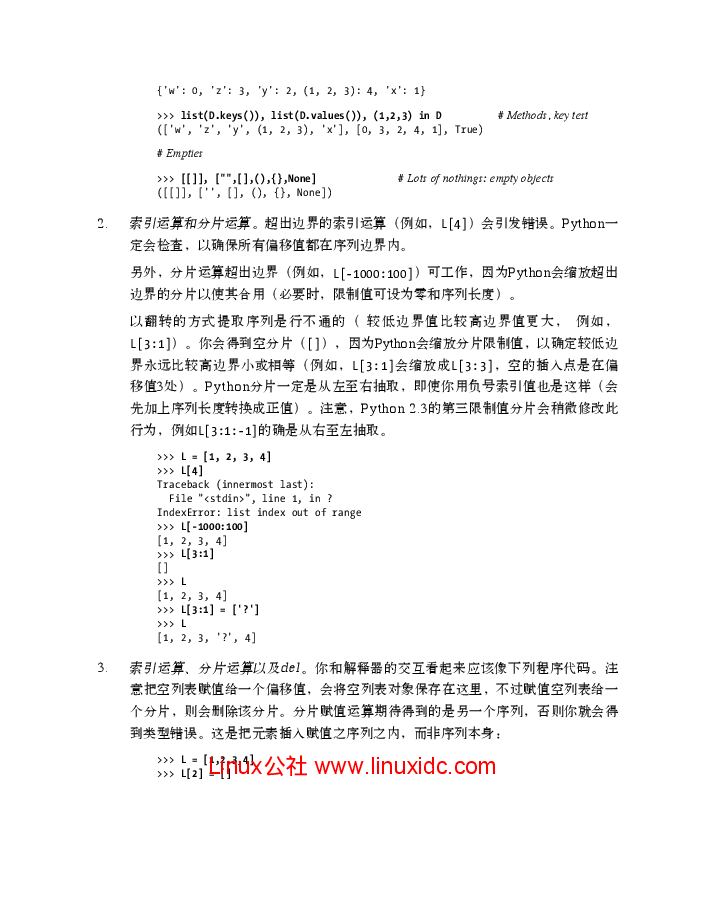 {'w': 0, 'z': 3, 'y': 2, (1, 2, 3): 4, 'x': 1}
>>> list(D.keys()), list(D.values()), (1,2,3) in D # Methods, key test
(['w', 'z', 'y', (1, 2, 3), 'x'], [0, 3, 2, 4, 1], True)
# Empties
>>> [[]], ["",[],(),{},None] # Lots of nothings: empty objects
([[]], ['', [], (), {}, None])
2. 索引运算和分片运算。超出边界的索引运算（例如，L[4]）会引发错误。Python一
定会检查，以确保所有偏移值都在序列边界内。
另外，分片运算超出边界（例如，L[-1000:100]）可工作，因为Python会缩放超出
边界的分片以使其合用（必要时，限制值可设为零和序列长度）。
以翻转的方式提取序列是行不通的（ 较低边界值比较高边界值更大， 例如，
L[3:1]）。你会得到空分片（[]），因为Python会缩放分片限制值，以确定较低边
界永远比较高边界小或相等（例如，L[3:1]会缩放成L[3:3]，空的插入点是在偏
移值3处）。Python分片一定是从左至右抽取，即使你用负号索引值也是这样（会
先加上序列长度转换成正值）。注意，Python 2.3的第三限制值分片会稍微修改此
行为，例如L[3:1:-1]的确是从右至左抽取。
>>> L = [1, 2, 3, 4]
>>> L[4]
Traceback (innermost last):
  File "<stdin>", line 1, in ?
IndexError: list index out of range
>>> L[-1000:100]
[1, 2, 3, 4]
>>> L[3:1]
[]
>>> L
[1, 2, 3, 4]
>>> L[3:1] = ['?']
>>> L
[1, 2, 3, '?', 4]
3. 索引运算、分片运算以及del。你和解释器的交互看起来应该像下列程序代码。注
意把空列表赋值给一个偏移值，会将空列表对象保存在这里，不过赋值空列表给一
个分片，则会删除该分片。分片赋值运算期待得到的是另一个序列，否则你就会得
到类型错误。这是把元素插入赋值之序列之内，而非序列本身：
>>> L = [1,2,3,4]
>>> L[2] = []
Linux公社 www.linuxidc.com